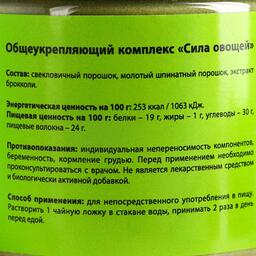 Общеукрепляющий комплекс «Сила овощей»
Состав: свекловичный порошок, молотый шпинатный порошок, экстракт
брокколи.
Энергетическая ценность на 100 г: 253 ккал / 1063 кДж.
Пищевая ценность на 100 г: белки – 19 г, жиры – 1 г, углеводы – 30 г,
пищевые волокна – 24 г.
Противопоказания: индивидуальная непереносимость компонентов,
беременность, кормление грудью. Перед применением необходимо
проконсультироваться с врачом. Не является лекарственным средством
и биологически активной добавкой.
Способ применения: для непосредственного употребления в пищу.
Растворить 1 чайную ложку в стакане воды, принимать 2 раза в день
перед едой.